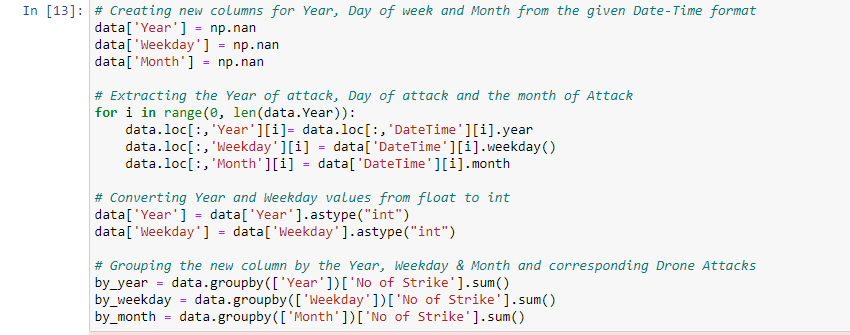 In [13]: # Creating new columns for Year, Day of week and Month from the given Date-Time format
data['Year'] = np.nan
data['Weekday'] = np.nan
data['Month'] = np.nan

# Extracting the Year of attack, Day of attack and the month of Attack
for i in range(0, len(data.Year)):
    data.loc[:,'Year'][i]= data.loc[:,'DateTime'][i].year
    data.loc[:,'Weekday'][i] = data['DateTime'][i].weekday()
    data.loc[:,'Month'][i] = data['DateTime'][i].month

# Converting Year and Weekday values from float to int
data['Year'] = data['Year'].astype("int")
data['Weekday'] = data['Weekday'].astype("int")

# Grouping the new column by the Year, Weekday & Month and corresponding Drone Attacks
by_year = data.groupby(['Year'])['No of Strike'].sum()
by_weekday = data.groupby(['Weekday'])['No of Strike'].sum()
by_month = data.groupby(['Month'])['No of Strike'].sum()